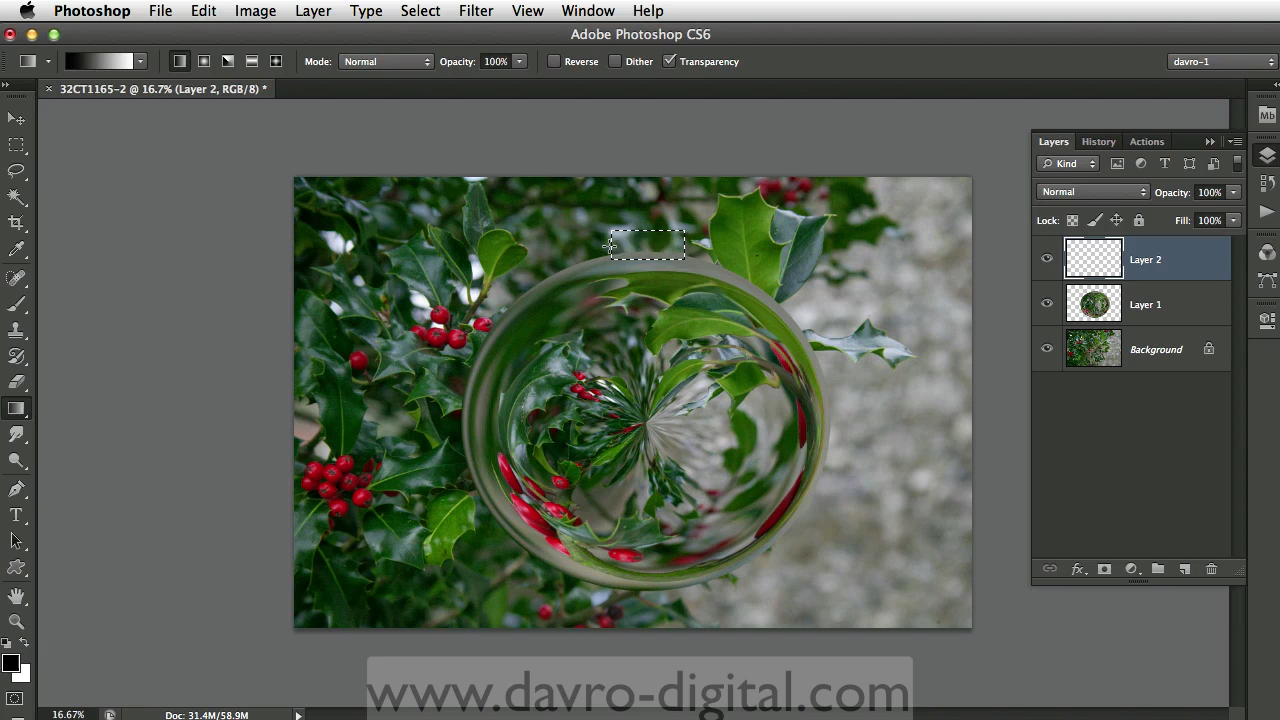 Photoshop File Edit Image Layer Type Select Filter View Window Help
Adobe Photoshop CS6
Mode: Normal Opacity: 100% Reverse Dither Transparency davro-1
32CT1165-2 @ 16.7% (Layer 2, RGB/8) *
Mb
Layers History Actions
Kind
Normal Opacity: 100%
Lock: Fill: 100%
Layer 2
Layer 1
Background
fx
www.davro-digital.com
16.67% Doc: 31.4M/58.9M